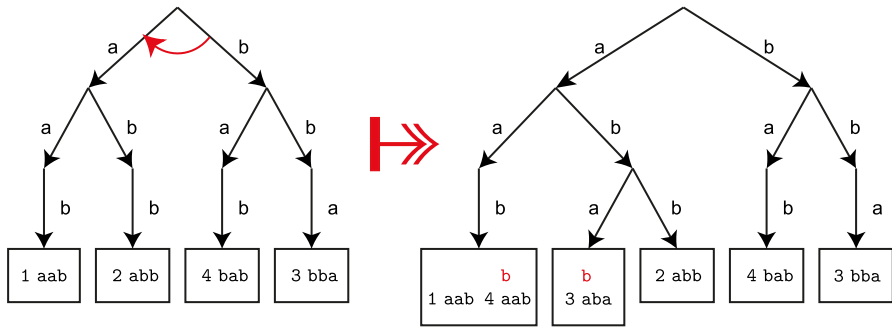 a b a
b
a b a b a b a b
b b b a b a b b a
1 aab 2 abb 4 bab 3 bba b b 2 abb 4 bab 3 bba
1 aab 4 aab 3 aba